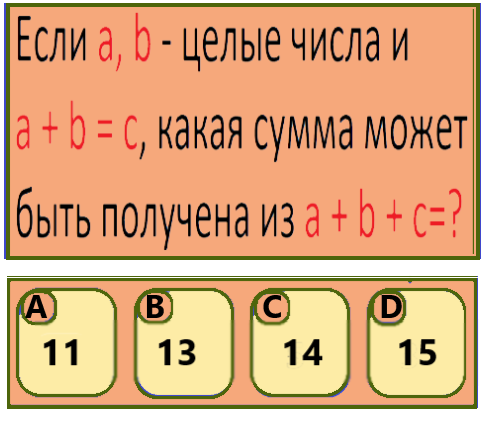 Если a, b - целые числа и
a + b = c, какая сумма может
быть получена из a + b + c=?
A B C D
11 13 14 15